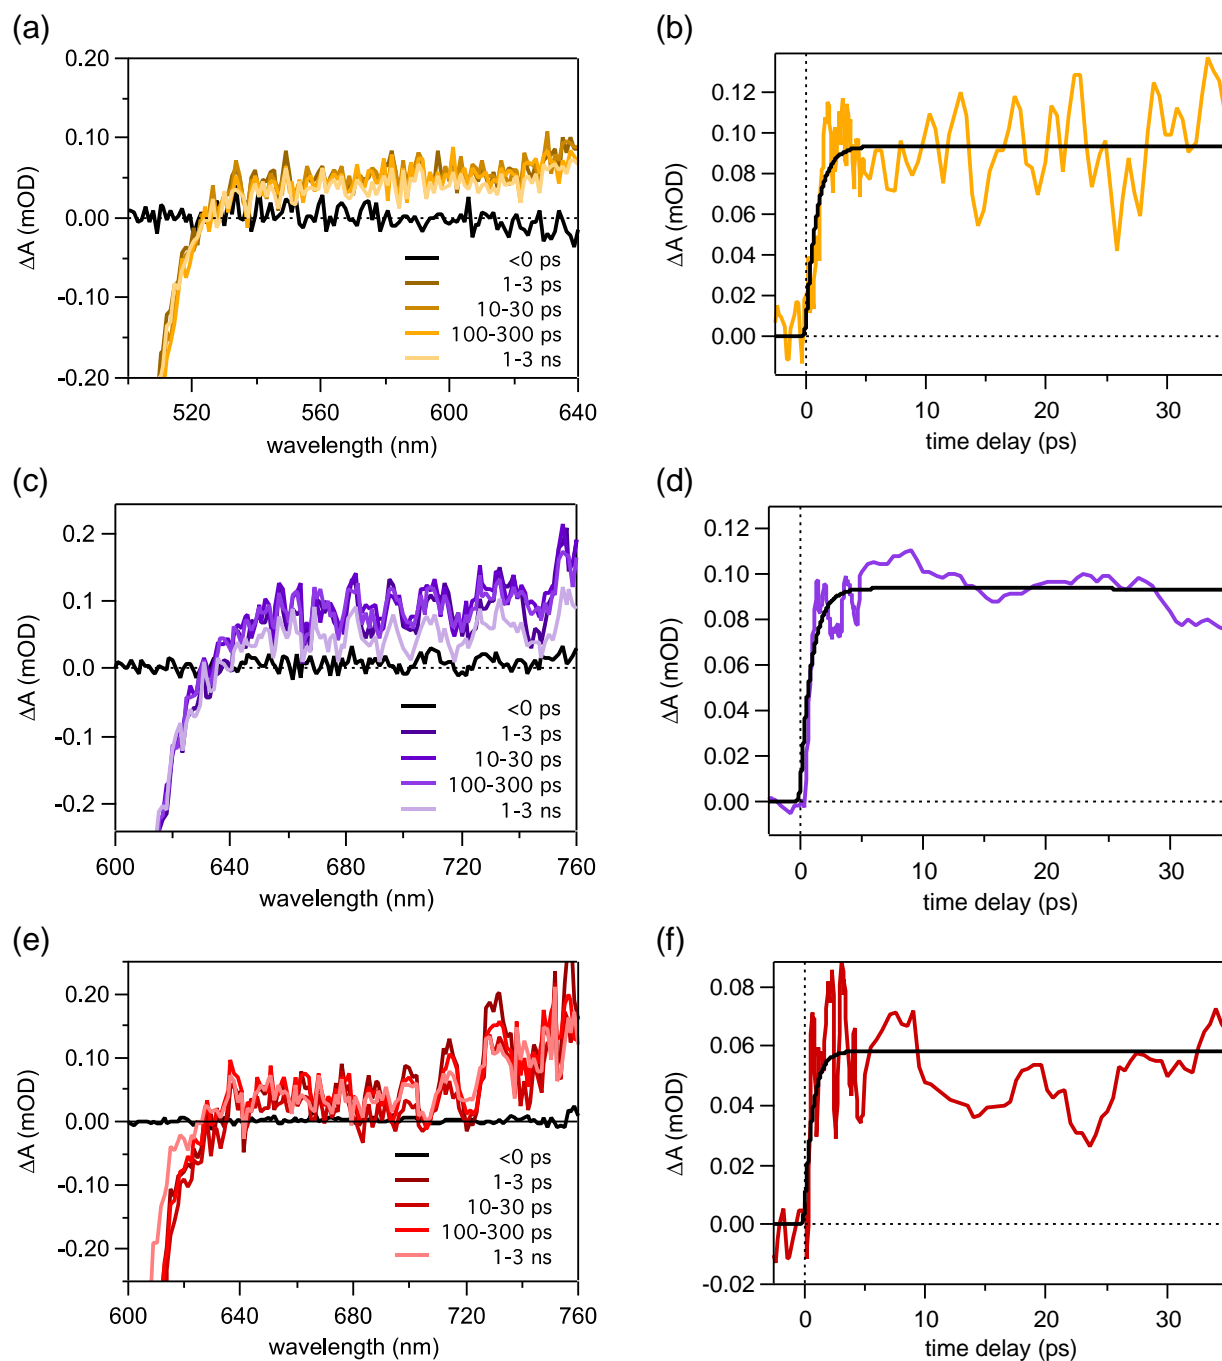 (a)
0.20
0.10
0.00
-0.10
-0.20
ΔA (mOD)
<0 ps
1-3 ps
10-30 ps
100-300 ps
1-3 ns
520
560
600
640
wavelength (nm)
(b)
0.12
0.10
0.08
0.06
0.04
0.02
0.00
ΔA (mOD)
0
10
20
30
time delay (ps)
(c)
0.2
0.1
0.0
-0.1
-0.2
ΔA (mOD)
<0 ps
1-3 ps
10-30 ps
100-300 ps
1-3 ns
600
640
680
720
760
wavelength (nm)
(d)
0.12
0.10
0.08
0.06
0.04
0.02
0.00
ΔA (mOD)
0
10
20
30
time delay (ps)
(e)
0.20
0.10
0.00
-0.10
-0.20
ΔA (mOD)
<0 ps
1-3 ps
10-30 ps
100-300 ps
1-3 ns
600
640
680
720
760
wavelength (nm)
(f)
0.08
0.06
0.04
0.02
0.00
-0.02
ΔA (mOD)
0
10
20
30
time delay (ps)